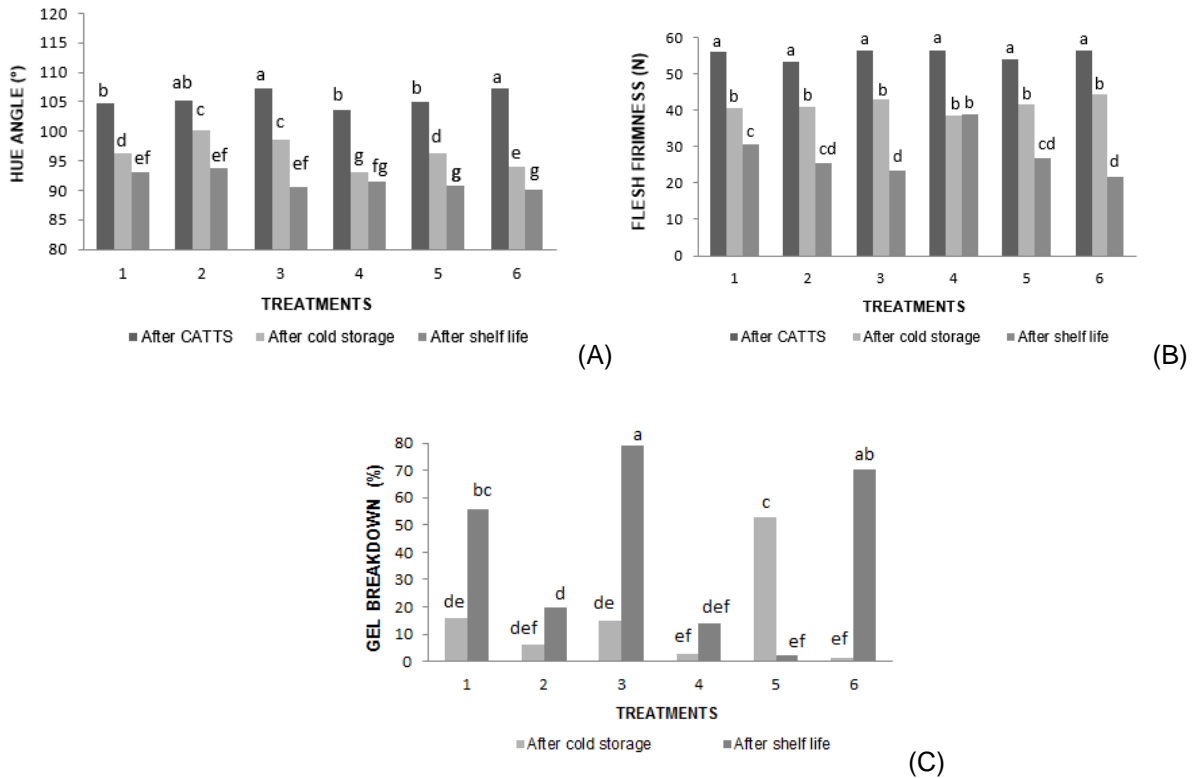 HUE ANGLE (º)
120
115
110
105
100
95
90
85
80
b d ef
ab c ef
a c ef
b g fg
b d g
a e g
1 2 3 4 5 6
TREATMENTS
After CATTS After cold storage After shelf life
(A)
FLESH FIRIMNESS (N)
60
50
40
30
20
10
0
a b c
a b cd
a b d
a b b
a b cd
a b d
1 2 3 4 5 6
TREATMENTS
After CATTS After cold storage After shelf life
(B)
GEL BREAKDOWN (%)
80
70
60
50
40
30
20
10
0
de bc
def d
de a
ef def
c ef
ef ab
1 2 3 4 5 6
TREATMENTS
After cold storage After shelf life
(C)